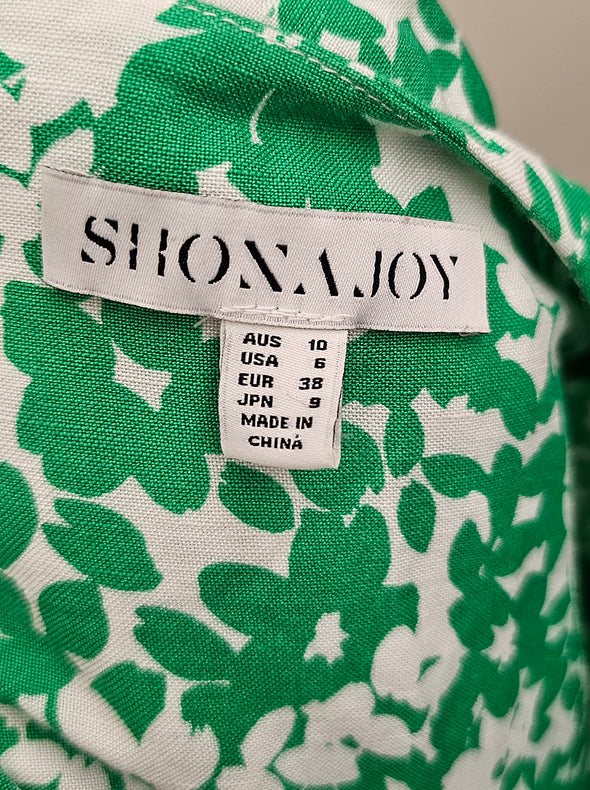 SHONA JOY
AUS 10
USA 6
EUR 38
JPN 9
MADE IN
CHINA